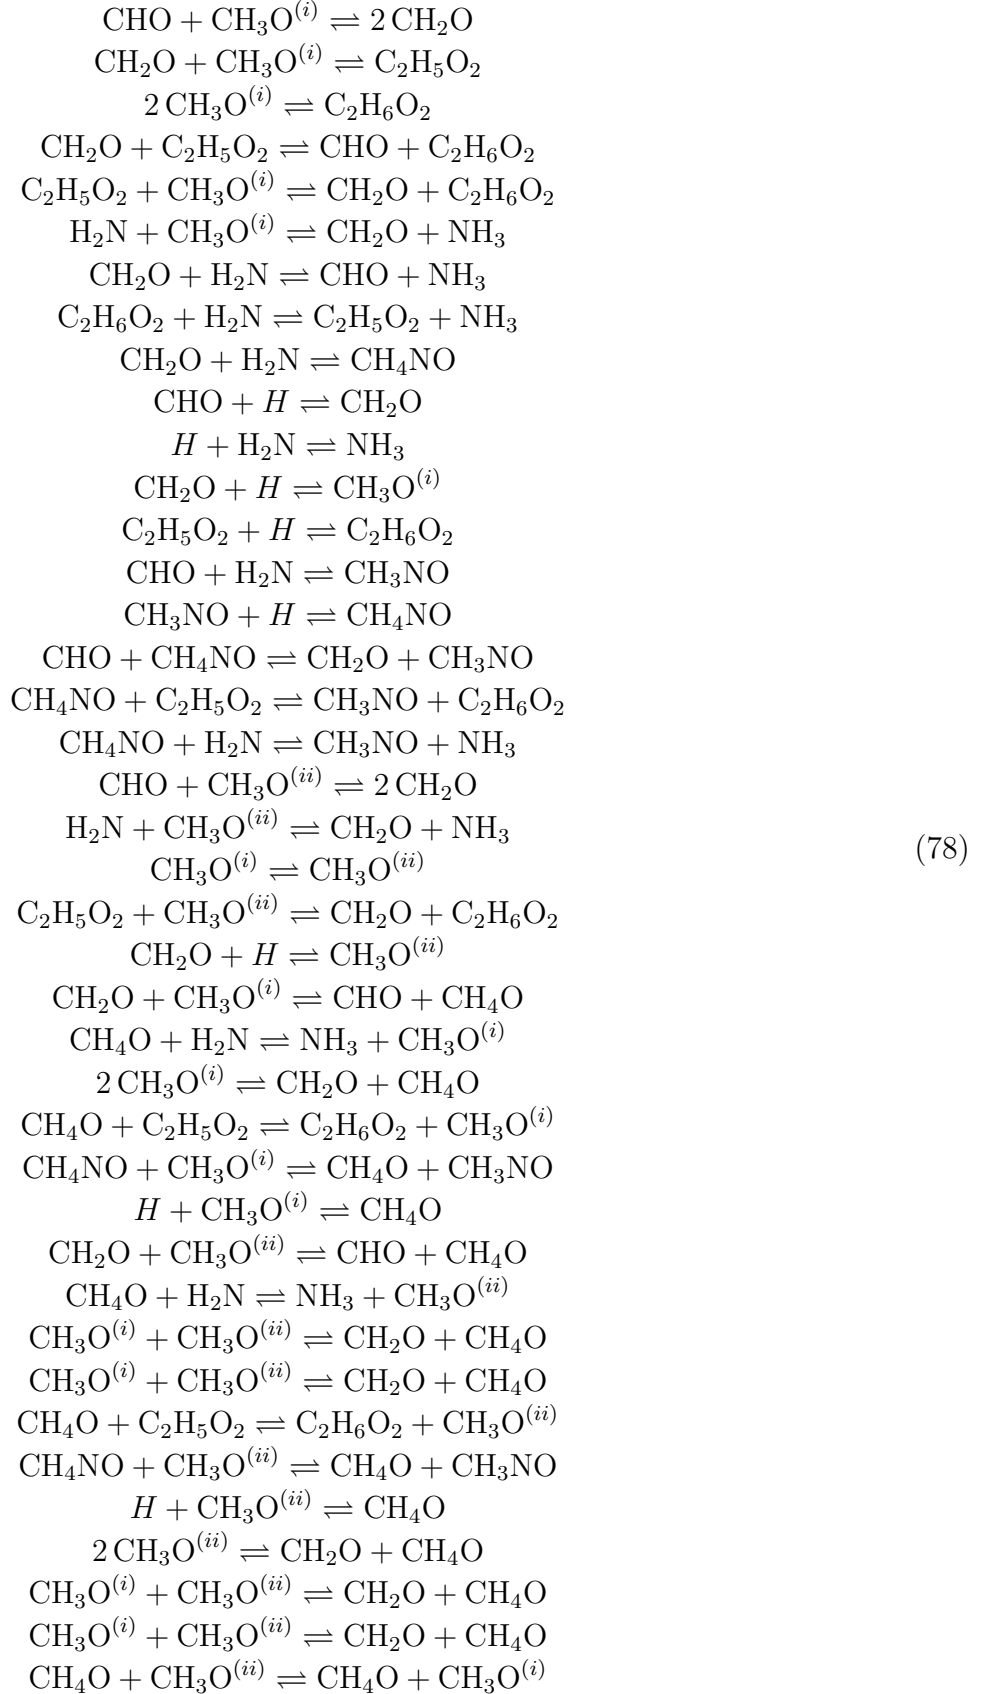 CHO + CH₃O⁽ⁱ⁾ ⇌ 2 CH₂O
CH₂O + CH₃O⁽ⁱ⁾ ⇌ C₂H₅O₂
2 CH₃O⁽ⁱ⁾ ⇌ C₂H₆O₂
CH₂O + C₂H₅O₂ ⇌ CHO + C₂H₆O₂
C₂H₅O₂ + CH₃O⁽ⁱ⁾ ⇌ CH₂O + C₂H₆O₂
H₂N + CH₃O⁽ⁱ⁾ ⇌ CH₂O + NH₃
CH₂O + H₂N ⇌ CHO + NH₃
C₂H₆O₂ + H₂N ⇌ C₂H₅O₂ + NH₃
CH₂O + H₂N ⇌ CH₄NO
CHO + H ⇌ CH₂O
H + H₂N ⇌ NH₃
CH₂O + H ⇌ CH₃O⁽ⁱ⁾
C₂H₅O₂ + H ⇌ C₂H₆O₂
CHO + H₂N ⇌ CH₃NO
CH₃NO + H ⇌ CH₄NO
CHO + CH₄NO ⇌ CH₂O + CH₃NO
CH₄NO + C₂H₅O₂ ⇌ CH₃NO + C₂H₆O₂
CH₄NO + H₂N ⇌ CH₃NO + NH₃
CHO + CH₃O⁽ⁱⁱ⁾ ⇌ 2 CH₂O
H₂N + CH₃O⁽ⁱⁱ⁾ ⇌ CH₂O + NH₃
(78)
CH₃O⁽ⁱ⁾ ⇌ CH₃O⁽ⁱⁱ⁾
C₂H₅O₂ + CH₃O⁽ⁱⁱ⁾ ⇌ CH₂O + C₂H₆O₂
CH₂O + H ⇌ CH₃O⁽ⁱⁱ⁾
CH₂O + CH₃O⁽ⁱ⁾ ⇌ CHO + CH₄O
CH₄O + H₂N ⇌ NH₃ + CH₃O⁽ⁱ⁾
2 CH₃O⁽ⁱ⁾ ⇌ CH₂O + CH₄O
CH₄O + C₂H₅O₂ ⇌ C₂H₆O₂ + CH₃O⁽ⁱ⁾
CH₄NO + CH₃O⁽ⁱ⁾ ⇌ CH₄O + CH₃NO
H + CH₃O⁽ⁱ⁾ ⇌ CH₄O
CH₂O + CH₃O⁽ⁱⁱ⁾ ⇌ CHO + CH₄O
CH₄O + H₂N ⇌ NH₃ + CH₃O⁽ⁱⁱ⁾
CH₃O⁽ⁱ⁾ + CH₃O⁽ⁱⁱ⁾ ⇌ CH₂O + CH₄O
CH₃O⁽ⁱ⁾ + CH₃O⁽ⁱⁱ⁾ ⇌ CH₂O + CH₄O
CH₄O + C₂H₅O₂ ⇌ C₂H₆O₂ + CH₃O⁽ⁱⁱ⁾
CH₄NO + CH₃O⁽ⁱⁱ⁾ ⇌ CH₄O + CH₃NO
H + CH₃O⁽ⁱⁱ⁾ ⇌ CH₄O
2 CH₃O⁽ⁱⁱ⁾ ⇌ CH₂O + CH₄O
CH₃O⁽ⁱ⁾ + CH₃O⁽ⁱⁱ⁾ ⇌ CH₂O + CH₄O
CH₃O⁽ⁱ⁾ + CH₃O⁽ⁱⁱ⁾ ⇌ CH₂O + CH₄O
CH₄O + CH₃O⁽ⁱⁱ⁾ ⇌ CH₄O + CH₃O⁽ⁱ⁾